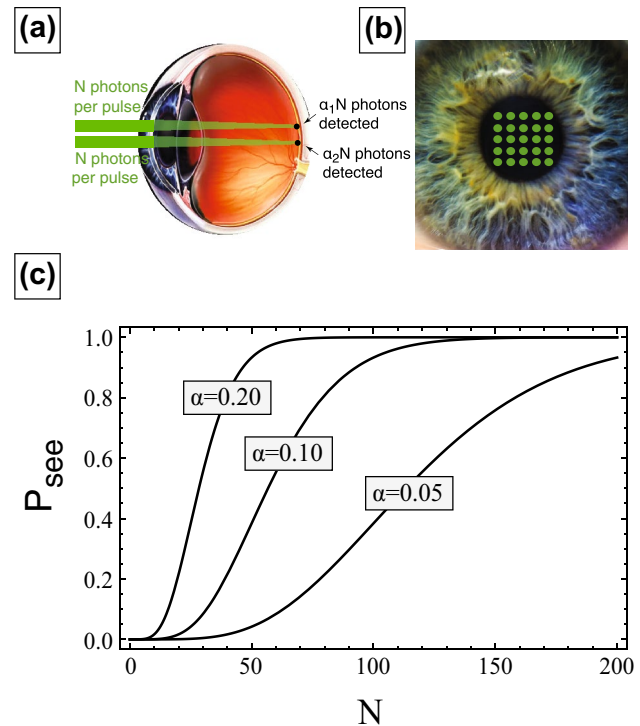 (a)
N photons
per pulse
N photons
per pulse
α₁N photons
detected
α₂N photons
detected
(b)
(c)
1.0
0.8
0.6
0.4
0.2
0.0
P_see
α=0.20
α=0.10
α=0.05
0
50
100
150
200
N